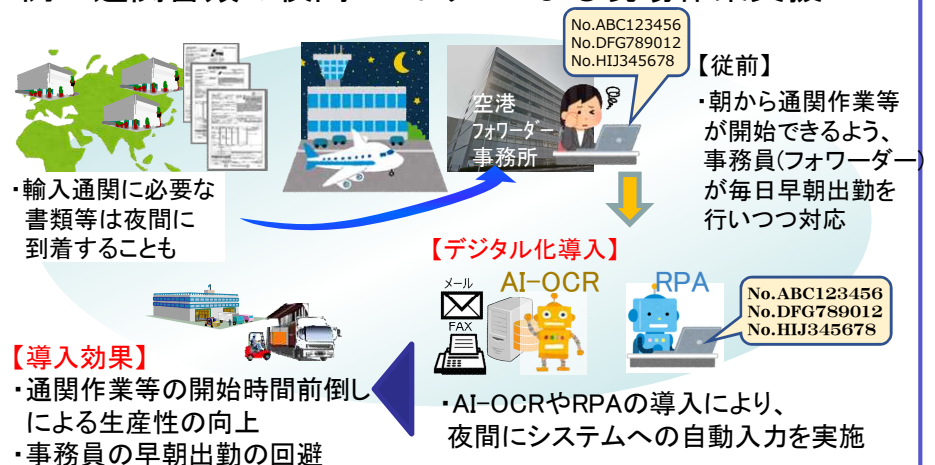 No.ABC123456
No.DFG789012
No.HIJ345678
【従前】
・朝から通関作業等
が開始できるよう、
事務員(フォワーダー)
が毎日早朝出勤を
行いつつ対応
空港
フォワーダー
事務所
・輸入通関に必要な
書類等は夜間に
到着することも
【デジタル化導入】
メール
FAX
AI-OCR
RPA
No.ABC123456
No.DFG789012
No.HIJ345678
・AI-OCRやRPAの導入により、
夜間にシステムへの自動入力を実施
【導入効果】
・通関作業等の開始時間前倒し
による生産性の向上
・事務員の早朝出勤の回避